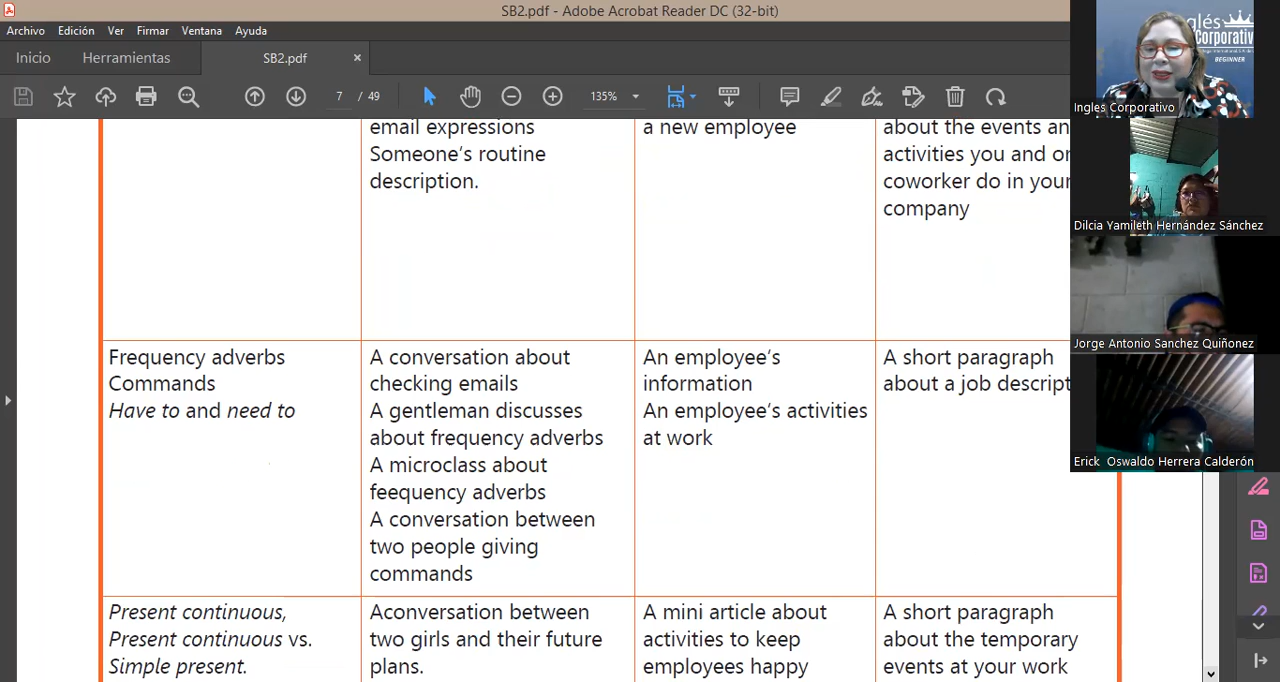 SB2.pdf - Adobe Acrobat Reader DC (32-bit)
Archivo Edición Ver Firmar Ventana Ayuda
Inicio Herramientas SB2.pdf ×
7 / 49 135%
email expressions
Someone's routine
description.
a new employee
about the events an
activities you and or
coworker do in your
company
Frequency adverbs
Commands
Have to and need to
A conversation about
checking emails
A gentleman discusses
about frequency adverbs
A microclass about
feequency adverbs
A conversation between
two people giving
commands
An employee's
information
An employee's activities
at work
A short paragraph
about a job descript
Present continuous,
Present continuous vs.
Simple present.
Aconversation between
two girls and their future
plans.
A mini article about
activities to keep
employees happy
A short paragraph
about the temporary
events at your work
glés
Corporativ
BEGINNER
Ingles Corporativo
Dilcia Yamileth Hernández Sánchez
Jorge Antonio Sanchez Quiñonez
Erick Oswaldo Herrera Calderón